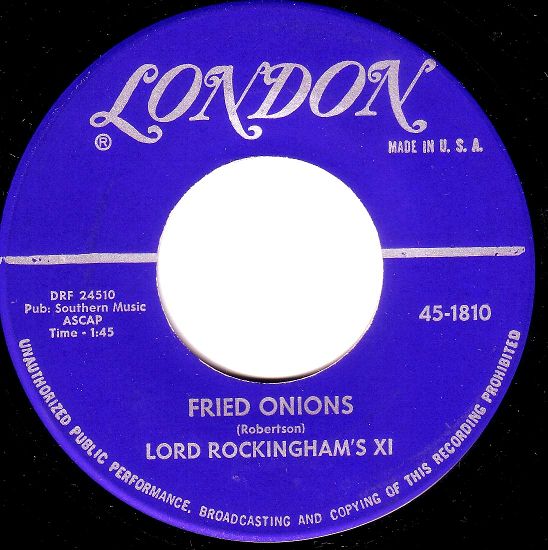 LONDON
®
MADE IN U. S. A.
DRF 24510
Pub: Southern Music
ASCAP
Time - 1:45
45-1810
FRIED ONIONS
(Robertson)
LORD ROCKINGHAM'S XI
UNAUTHORIZED PUBLIC PERFORMANCE, BROADCASTING AND COPYING OF THIS RECORDING PROHIBITED